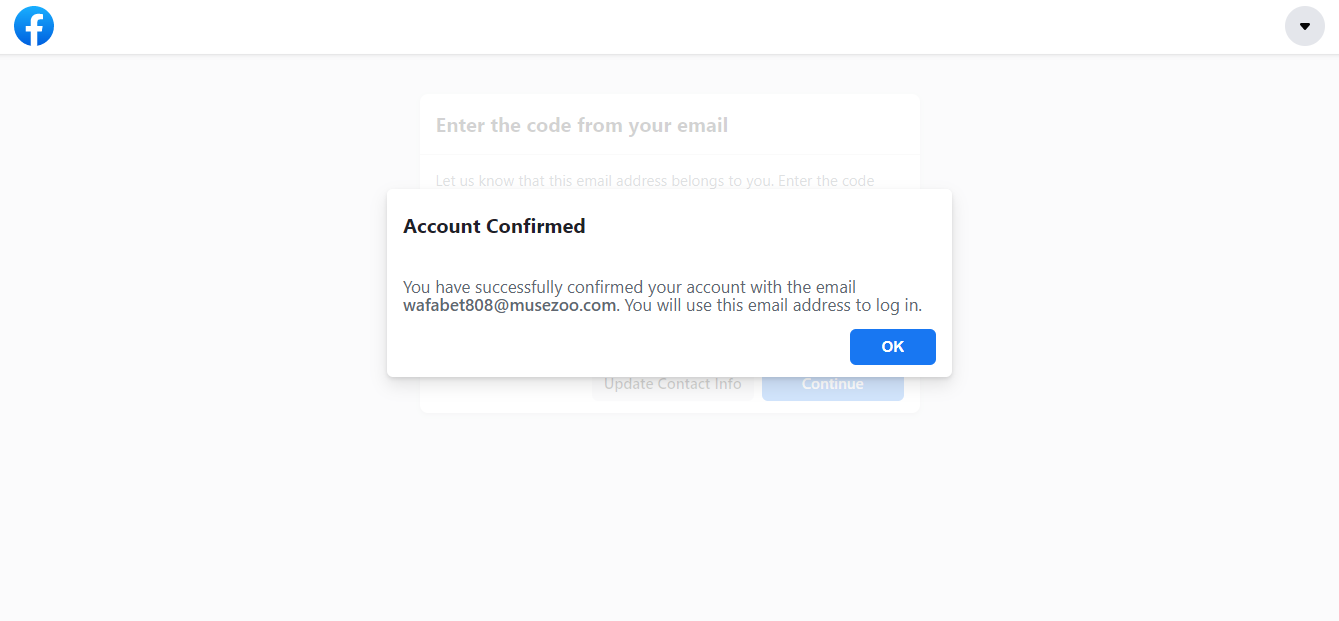 Enter the code from your email
Let us know that this email address belongs to you. Enter the code
Account Confirmed
You have successfully confirmed your account with the email
wafabet808@musezoo.com. You will use this email address to log in.
OK
Update Contact Info
Continue